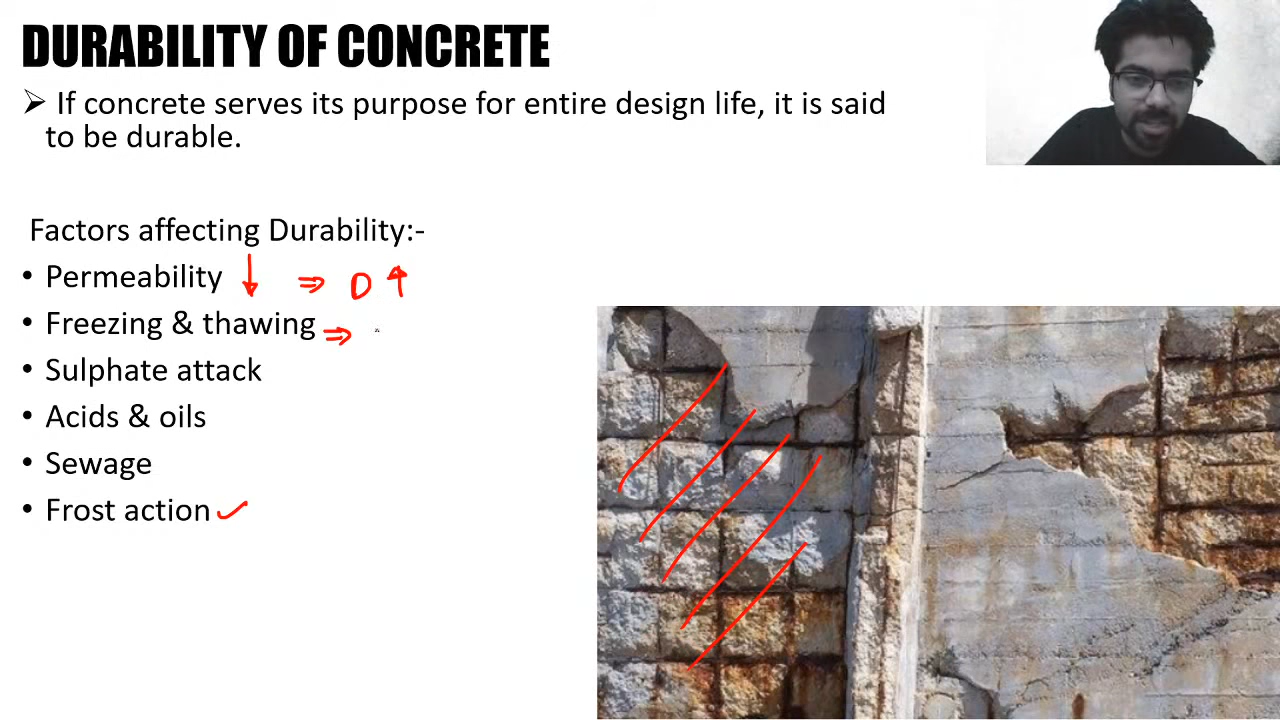 DURABILITY OF CONCRETE
➢ If concrete serves its purpose for entire design life, it is said
to be durable.
Factors affecting Durability:-
• Permeability ↓ ⇒ D ↑
• Freezing & thawing ⇒
• Sulphate attack
• Acids & oils
• Sewage
• Frost action ✓